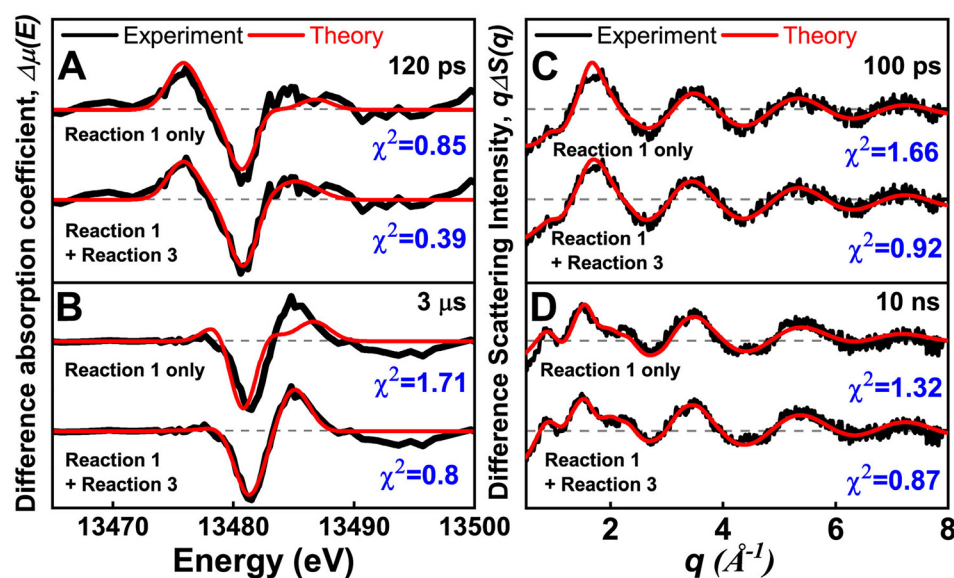 Difference absorption coefficient, Δμ(E)
Experiment Theory
A
120 ps
Reaction 1 only
χ²=0.85
Reaction 1
+ Reaction 3
χ²=0.39
B
3 μs
Reaction 1 only
χ²=1.71
Reaction 1
+ Reaction 3
χ²=0.8
13470 13480 13490 13500
Energy (eV)
Difference Scattering Intensity, qΔS(q)
Experiment Theory
C
100 ps
Reaction 1 only
χ²=1.66
Reaction 1
+ Reaction 3
χ²=0.92
D
10 ns
Reaction 1 only
χ²=1.32
Reaction 1
+ Reaction 3
χ²=0.87
2 4 6 8
q (Å⁻¹)